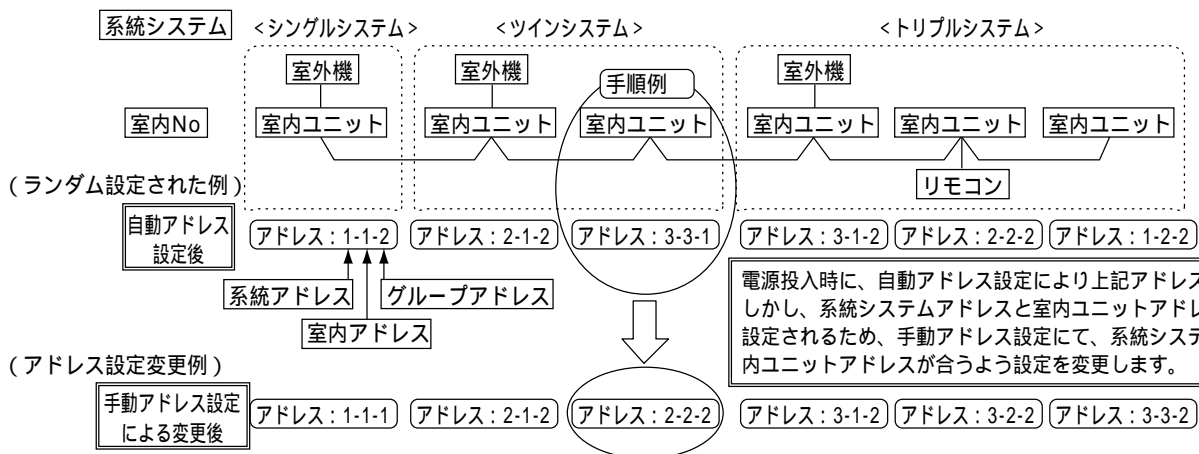 系統システム <シングルシステム> <ツインシステム> <トリプルシステム>
室外機 室外機 手順例 室外機
室内No 室内ユニット 室内ユニット 室内ユニット 室内ユニット 室内ユニット 室内ユニット
リモコン
(ランダム設定された例)
自動アドレス
設定後
アドレス:1-1-2 アドレス:2-1-2 アドレス:3-3-1 アドレス:3-1-2 アドレス:2-2-2 アドレス:1-2-2
系統アドレス グループアドレス
室内アドレス
電源投入時に、自動アドレス設定により上記アドレス
しかし、系統システムアドレスと室内ユニットアドレ
設定されるため、手動アドレス設定にて、系統システ
内ユニットアドレスが合うよう設定を変更します。
(アドレス設定変更例)
手動アドレス設定
による変更後
アドレス:1-1-1 アドレス:2-1-2 アドレス:2-2-2 アドレス:3-1-2 アドレス:3-2-2 アドレス:3-3-2